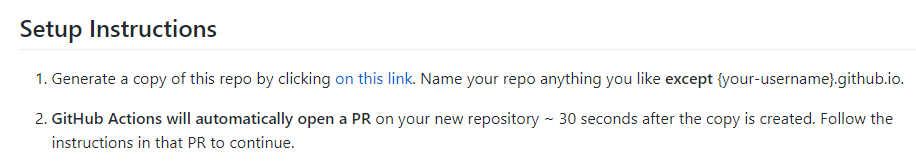 Setup Instructions
1. Generate a copy of this repo by clicking on this link. Name your repo anything you like except {your-username}.github.io.
2. GitHub Actions will automatically open a PR on your new repository ~ 30 seconds after the copy is created. Follow the
instructions in that PR to continue.